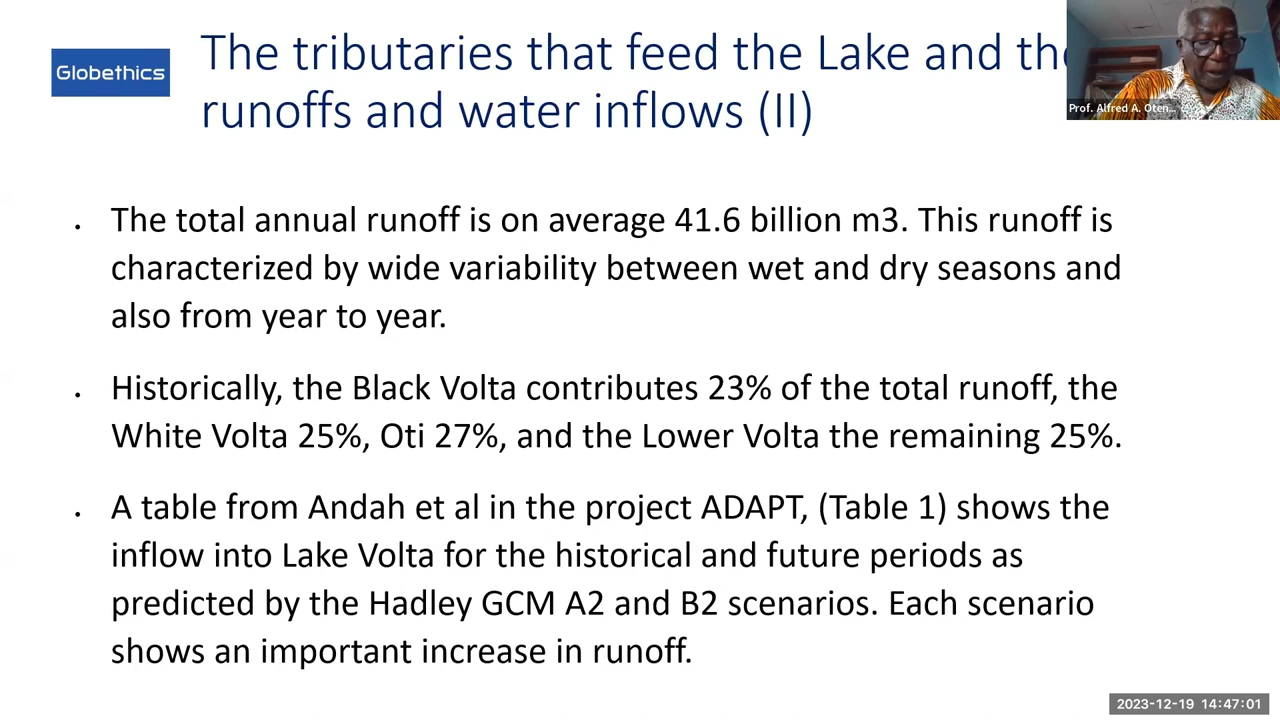 Globethics
The tributaries that feed the Lake and the
runoffs and water inflows (II)
Prof. Alfred A. Oten...
• The total annual runoff is on average 41.6 billion m3. This runoff is
characterized by wide variability between wet and dry seasons and
also from year to year.
• Historically, the Black Volta contributes 23% of the total runoff, the
White Volta 25%, Oti 27%, and the Lower Volta the remaining 25%.
• A table from Andah et al in the project ADAPT, (Table 1) shows the
inflow into Lake Volta for the historical and future periods as
predicted by the Hadley GCM A2 and B2 scenarios. Each scenario
shows an important increase in runoff.
2023-12-19 14:47:01